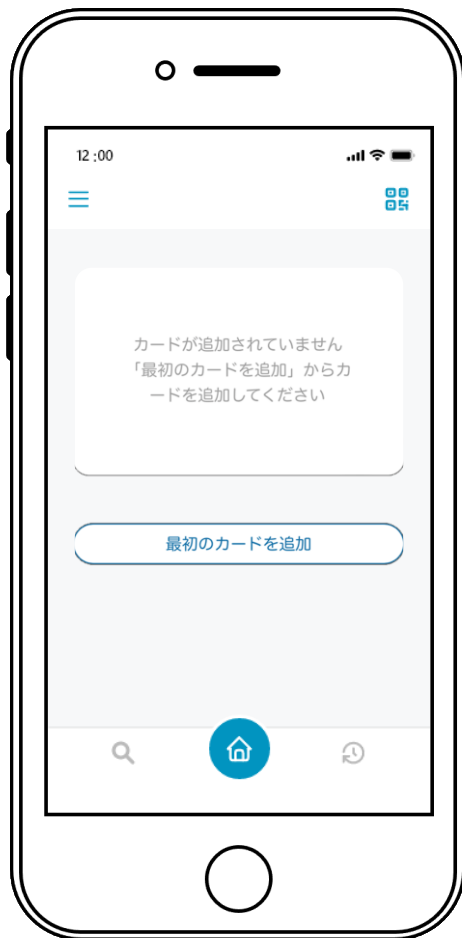 12 :00
カードが追加されていません
「最初のカードを追加」からカ
ードを追加してください
最初のカードを追加